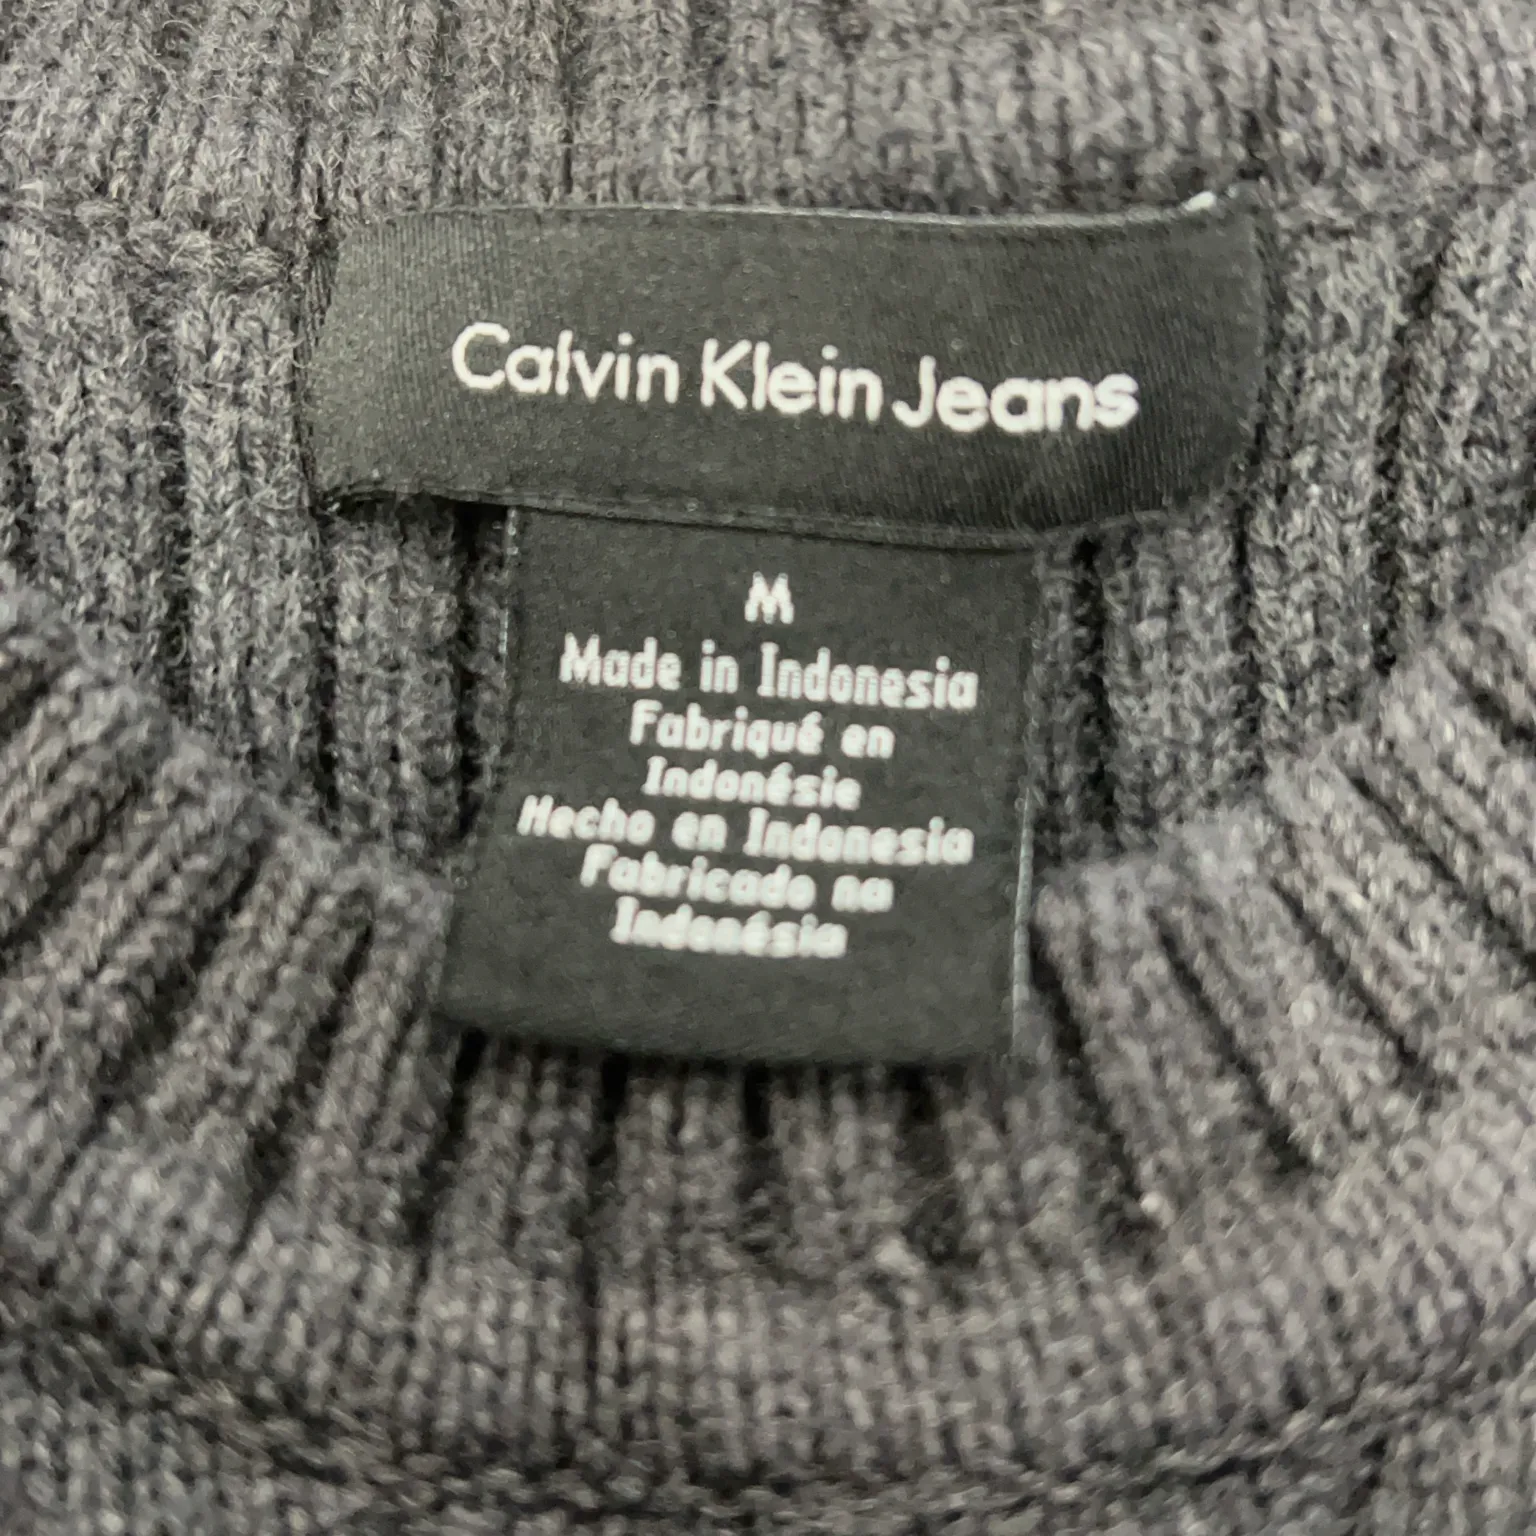 Calvin Klein Jeans
M
Made in Indonesia
Fabriqué en
Indonésie
Hecho en Indonesia
Fabricado na
Indonésia